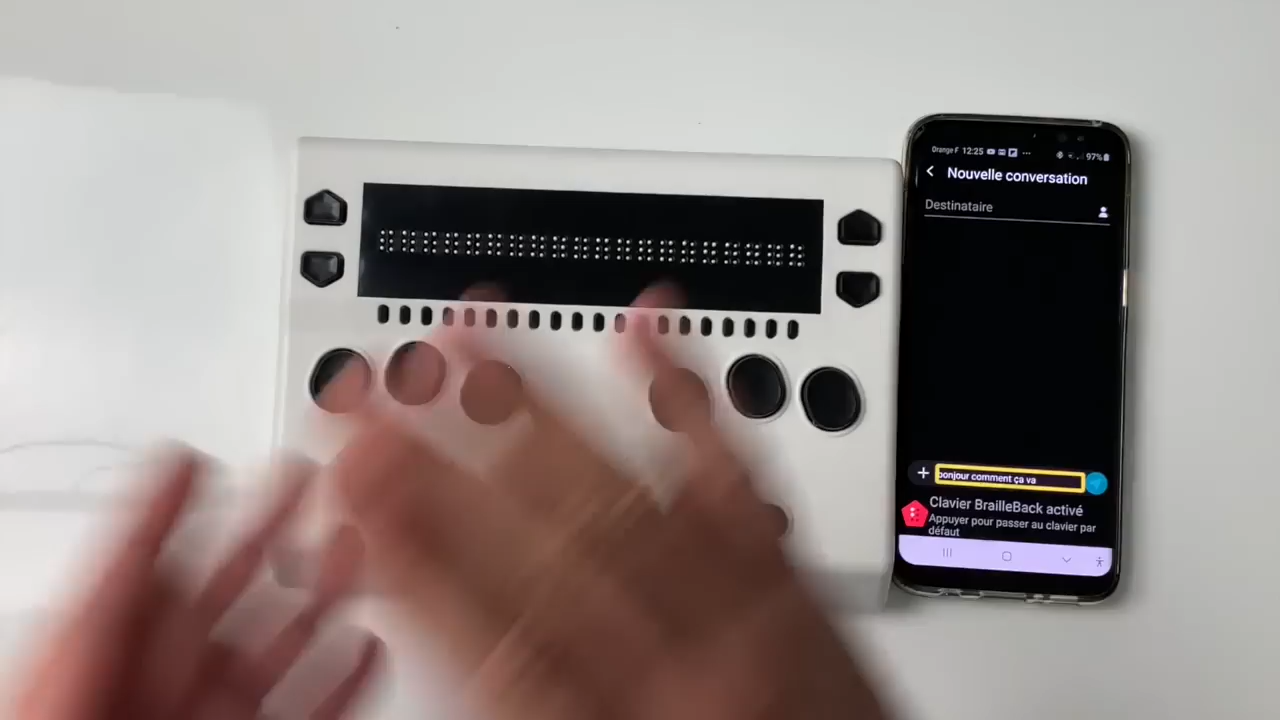 Orange F 12:25 ... 97%
Nouvelle conversation
Destinataire
bonjour comment ça va
Clavier BrailleBack activé
Appuyer pour passer au clavier par
défaut